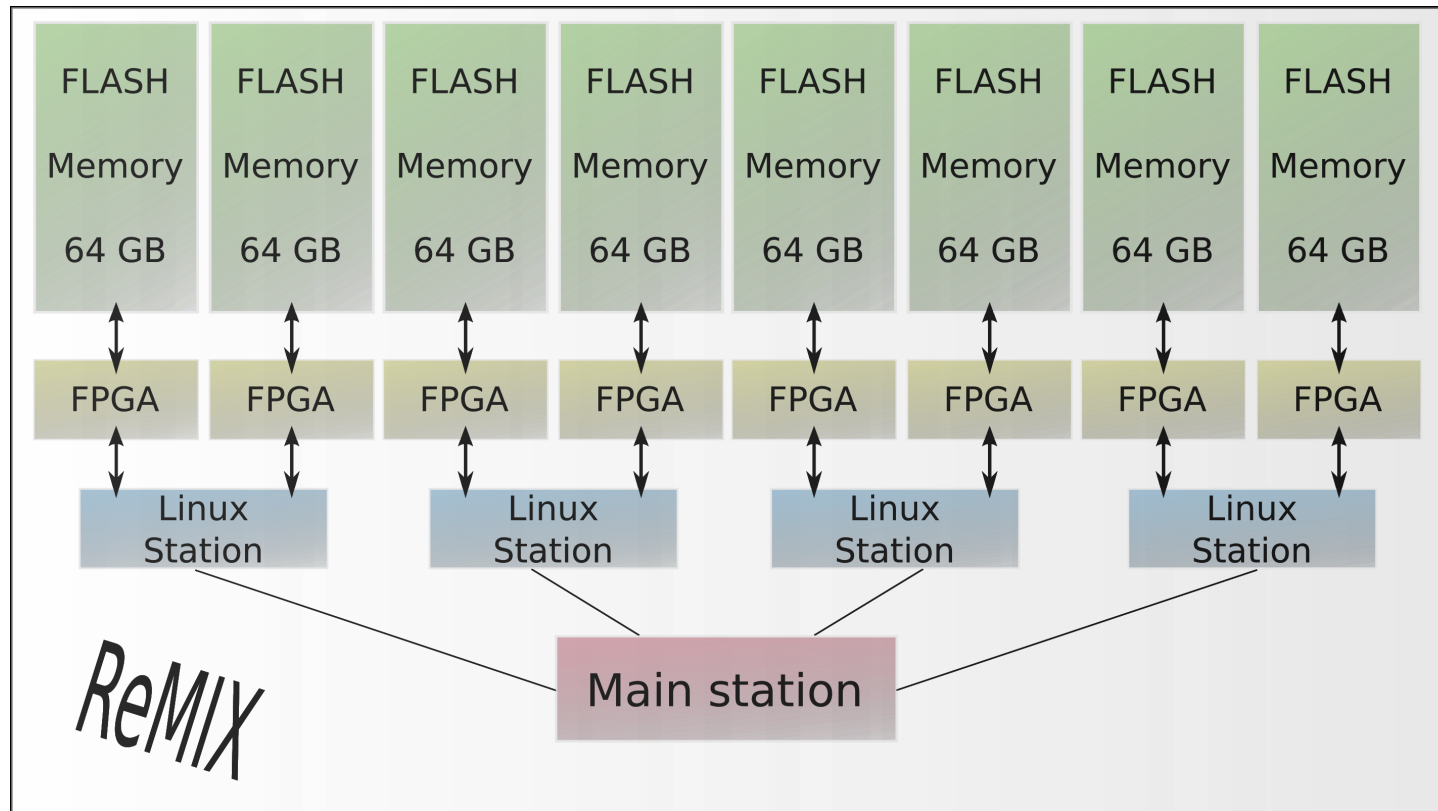 FLASH FLASH FLASH FLASH FLASH FLASH FLASH FLASH
Memory Memory Memory Memory Memory Memory Memory Memory
64 GB 64 GB 64 GB 64 GB 64 GB 64 GB 64 GB 64 GB
FPGA FPGA FPGA FPGA FPGA FPGA FPGA FPGA
Linux Linux Linux Linux
Station Station Station Station
Main station
ReMIX